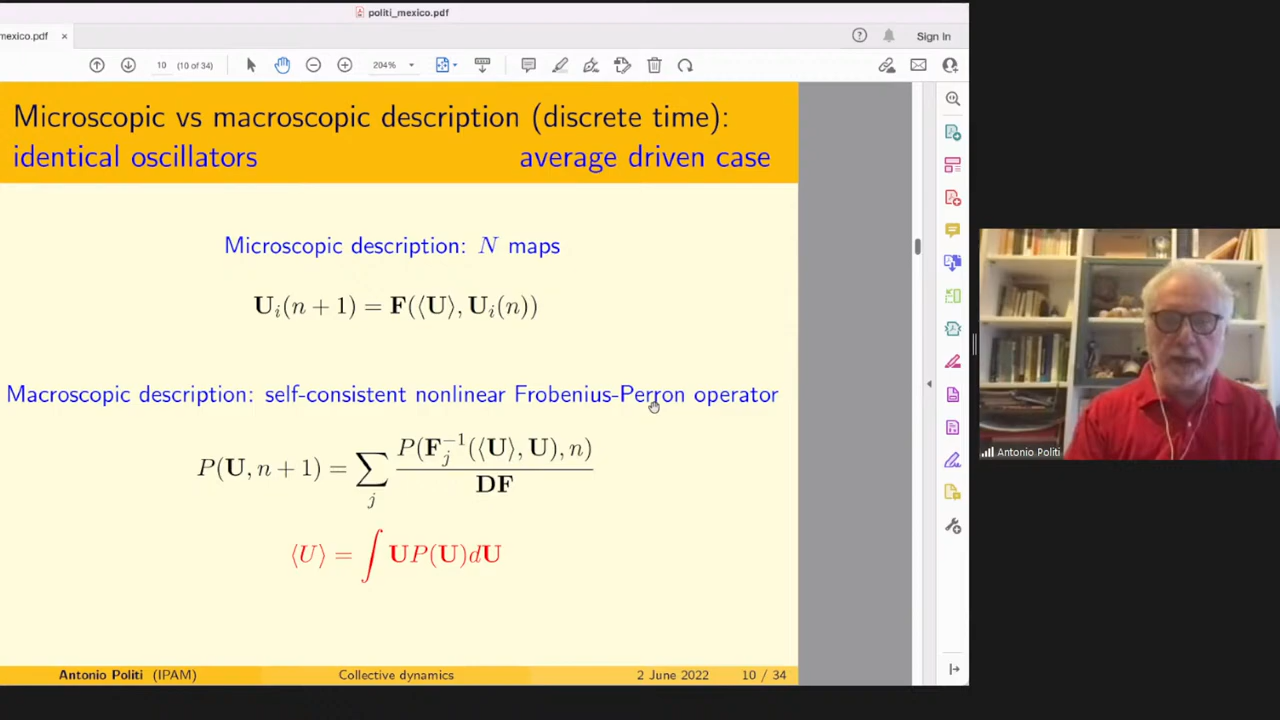 politi_mexico.pdf
mexico.pdf ×
Sign In
10 (10 of 34) 204%
Microscopic vs macroscopic description (discrete time):
identical oscillators average driven case
Microscopic description: N maps
U_i(n + 1) = F(⟨U⟩, U_i(n))
Macroscopic description: self-consistent nonlinear Frobenius-Perron operator
P(U, n + 1) = ∑_j P(F_j^{-1}(⟨U⟩, U), n) / DF
⟨U⟩ = ∫ UP(U)dU
Antonio Politi
Antonio Politi (IPAM) Collective dynamics 2 June 2022 10 / 34